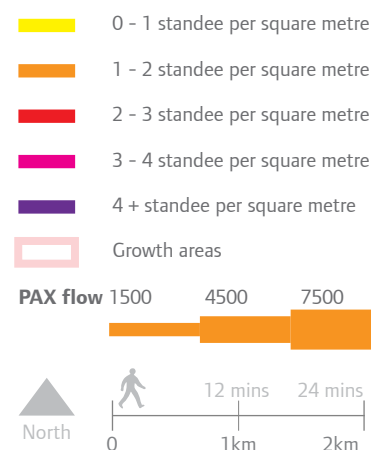 0 - 1 standee per square metre
1 - 2 standee per square metre
2 - 3 standee per square metre
3 - 4 standee per square metre
4 + standee per square metre
Growth areas
PAX flow 1500 4500 7500
12 mins 24 mins
North
0 1km 2km